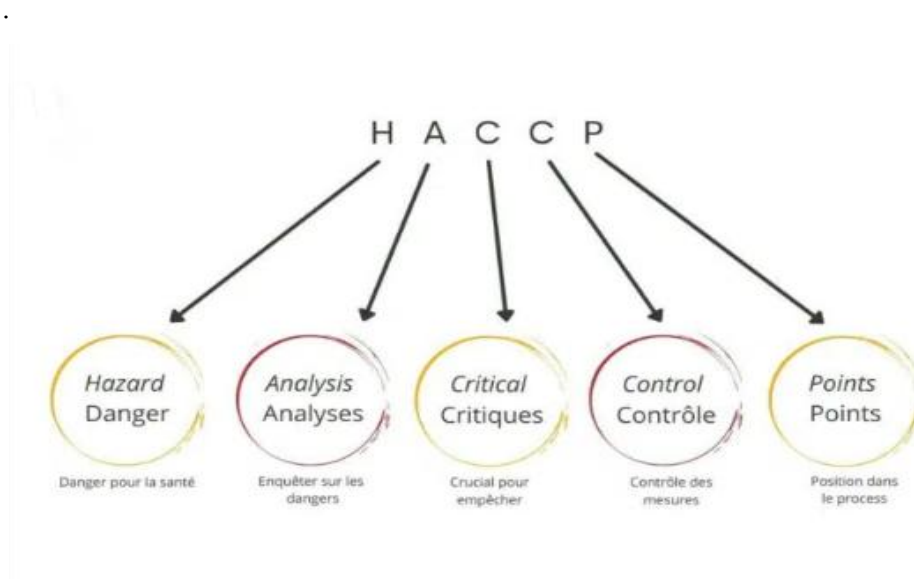 .
H A C C P
Hazard
Danger
Danger pour la santé
Analysis
Analyses
Enquêter sur les
dangers
Critical
Critiques
Crucial pour
empêcher
Control
Contrôle
Contrôle des
mesures
Points
Points
Position dans
le process